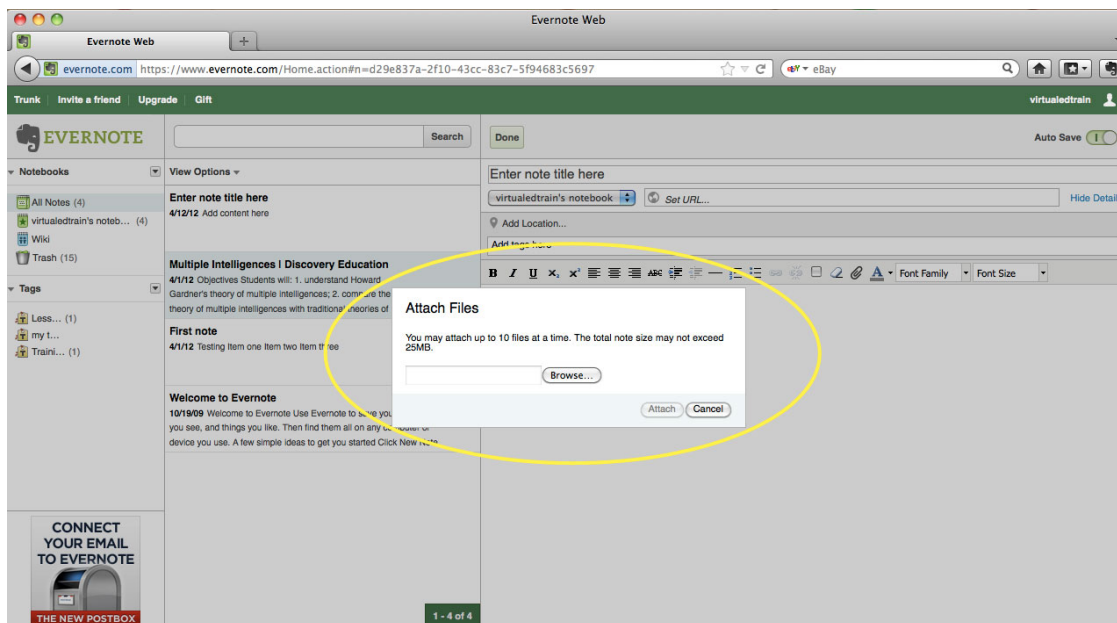 Evernote Web
Evernote Web
evernote.com https://www.evernote.com/Home.action#n=d29e837a-2f10-43cc-83c7-5f94683c5697
eBay
Trunk Invite a friend Upgrade Gift
virtualedtrain
EVERNOTE
Search
Done
Auto Save
Notebooks
All Notes (4)
virtualedtrain's noteb... (4)
Wiki
Trash (15)
Tags
Less... (1)
my t...
Traini... (1)
CONNECT
YOUR EMAIL
TO EVERNOTE
THE NEW POSTBOX
View Options
Enter note title here
4/12/12 Add content here
Multiple Intelligences I Discovery Education
4/1/12 Objectives Students will: 1. understand Howard
Gardner's theory of multiple intelligences; 2. compare the
theory of multiple intelligences with traditional theories of
First note
4/1/12 Testing Item one Item two Item three
Welcome to Evernote
10/19/09 Welcome to Evernote Use Evernote to save
you see, and things you like. Then find them all on any computer or
device you use. A few simple ideas to get you started Click New Note
1 - 4 of 4
Enter note title here
virtualedtrain's notebook
Set URL...
Hide Detail
Add Location...
Add tags here
B I U X, x' ABC A Font Family Font Size
Attach Files
You may attach up to 10 files at a time. The total note size may not exceed
25MB.
Browse...
Attach Cancel